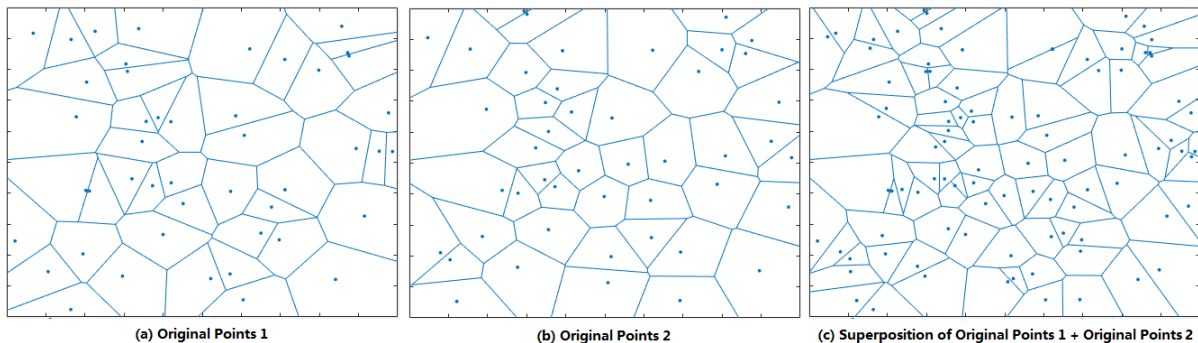 (a) Original Points 1
(b) Original Points 2
(c) Superposition of Original Points 1 + Original Points 2